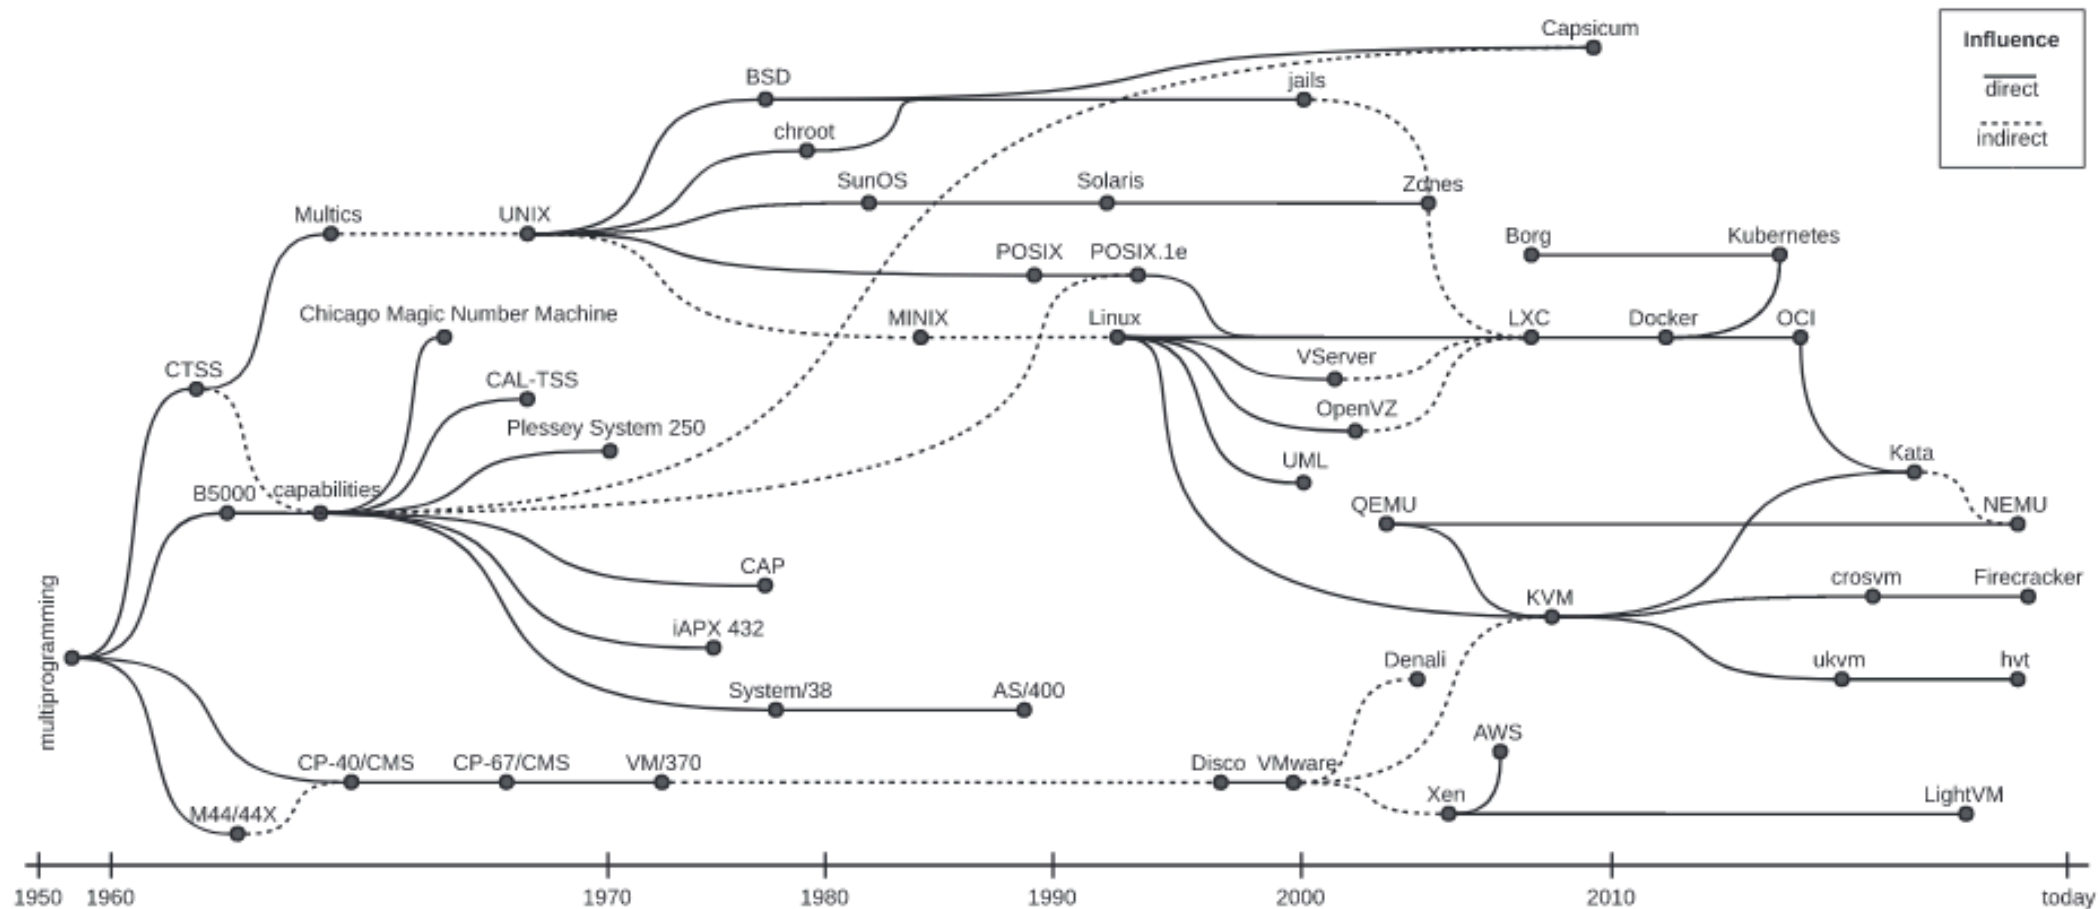 Capsicum
Influence
direct
indirect
BSD
jails
chroot
SunOS
Solaris
Zones
Multics
UNIX
POSIX
POSIX.1e
Borg
Kubernetes
Chicago Magic Number Machine
MINIX
Linux
LXC
Docker
OCI
VServer
CTSS
CAL-TSS
OpenVZ
Plessey System 250
UML
Kata
B5000
capabilities
QEMU
NEMU
CAP
KVM
crosvm
Firecracker
multiprogramming
iAPX 432
Denali
ukvm
hvt
System/38
AS/400
AWS
CP-40/CMS
CP-67/CMS
VM/370
Disco
VMware
Xen
LightVM
M44/44X
1950
1960
1970
1980
1990
2000
2010
today